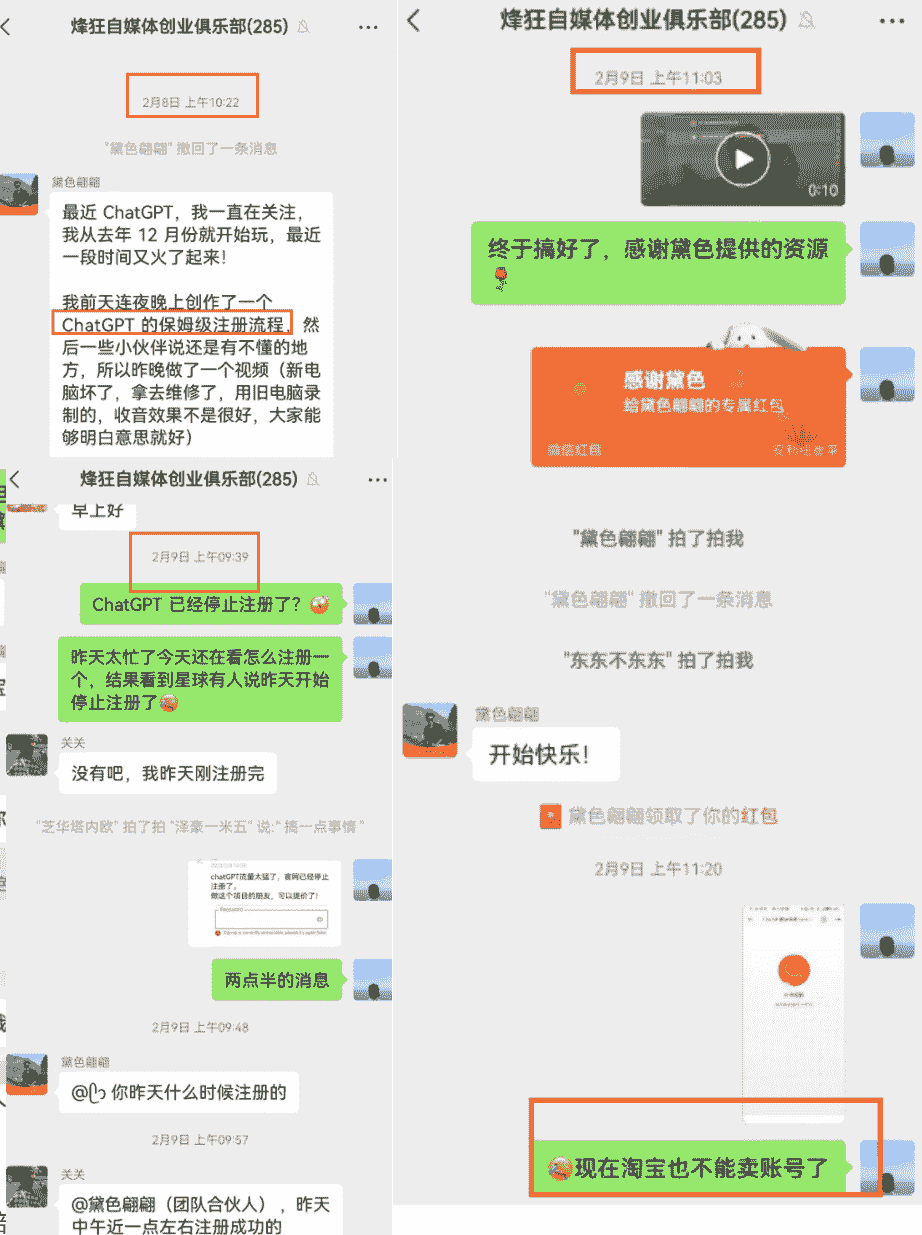 烽狂自媒体创业俱乐部(285)
2月8日 上午10:22
"黛色翩翩" 撤回了一条消息
黛色翩翩
最近 ChatGPT，我一直在关注，
我从去年 12 月份就开始玩，最近
一段时间又火了起来！
我前天连夜晚上创作了一个
ChatGPT 的保姆级注册流程，然
后一些小伙伴说还是有不懂的地
方，所以昨晚做了一个视频（新电
脑坏了，拿去维修了，用旧电脑录
制的，收音效果不是很好，大家能
够明白意思就好）
烽狂自媒体创业俱乐部(285)
早上好
2月9日 上午09:39
ChatGPT 已经停止注册了？
昨天太忙了今天还在看怎么注册一
个，结果看到星球有人说昨天开始
停止注册了
关关
没有吧，我昨天刚注册完
"芝华塔内欧" 拍了拍 "泽豪一米五" 说:" 搞一点事情 "
chatGPT流量太猛了，官网已经停止
注册了。
做这个项目的朋友，可以提价了！
两点半的消息
2月9日 上午09:48
黛色翩翩
你昨天什么时候注册的
2月9日 上午09:57
关关
@黛色翩翩（团队合伙人），昨天
中午近一点左右注册成功的
烽狂自媒体创业俱乐部(285)
2月9日 上午11:03
0:10
终于搞好了，感谢黛色提供的资源
感谢黛色
给黛色翩翩的专属红包
微信红包
"黛色翩翩" 拍了拍我
"黛色翩翩" 撤回了一条消息
"东东不东东" 拍了拍我
黛色翩翩
开始快乐！
黛色翩翩领取了你的红包
2月9日 上午11:20
现在淘宝也不能卖账号了